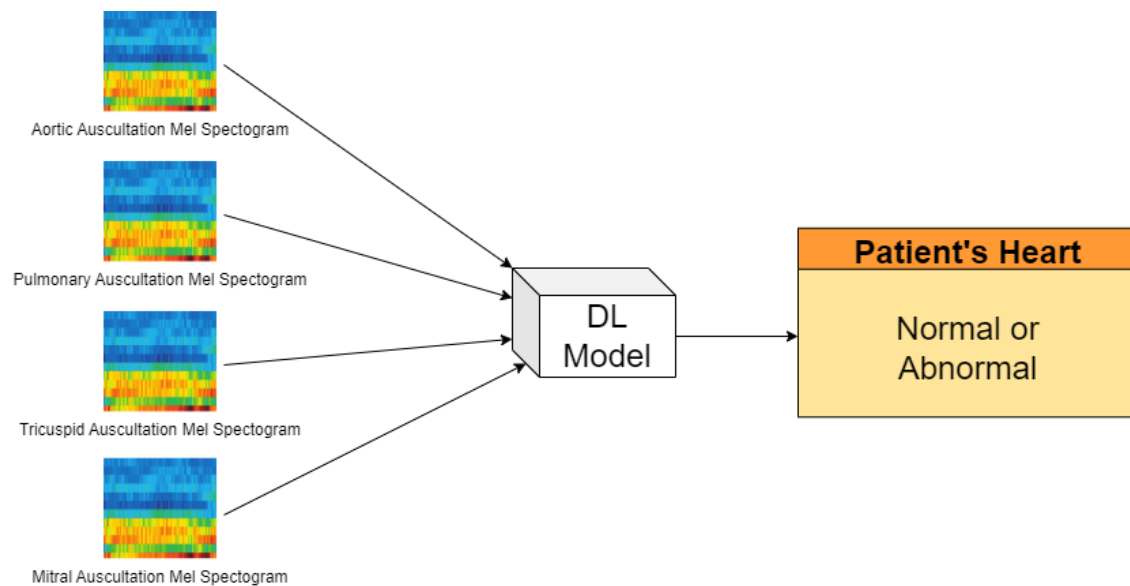 Aortic Auscultation Mel Spectogram
Pulmonary Auscultation Mel Spectogram
Tricuspid Auscultation Mel Spectogram
Mitral Auscultation Mel Spectogram
DL
Model
Patient's Heart
Normal or
Abnormal